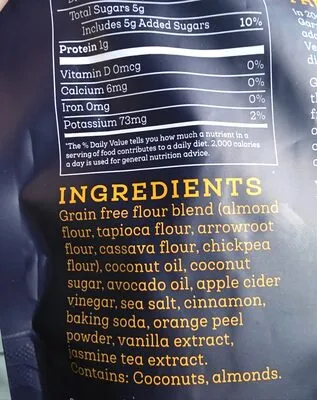 Total Sugars 5g
Includes 5g Added Sugars 10%
Protein 1g
Vitamin D 0mcg 0%
Calcium 6mg 0%
Iron 0mg 0%
Potassium 73mg 2%
*The % Daily Value tells you how much a nutrient in a
serving of food contributes to a daily diet. 2,000 calories
a day is used for general nutrition advice.
INGREDIENTS
Grain free flour blend (almond
flour, tapioca flour, arrowroot
flour, cassava flour, chickpea
flour), coconut oil, coconut
sugar, avocado oil, apple cider
vinegar, sea salt, cinnamon,
baking soda, orange peel
powder, vanilla extract,
jasmine tea extract.
Contains: Coconuts, almonds.